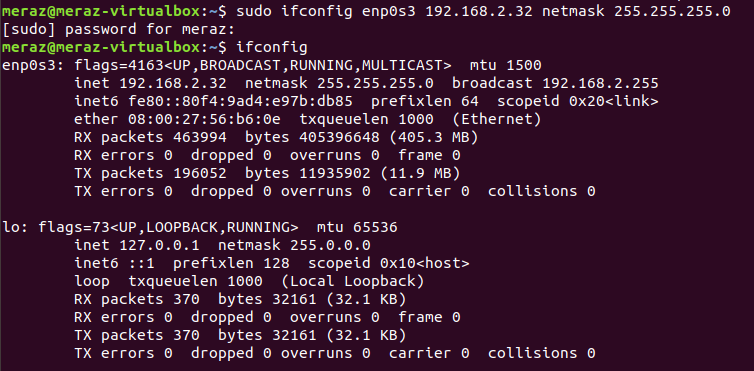 meraz@meraz-virtualbox:~$ sudo ifconfig enp0s3 192.168.2.32 netmask 255.255.255.0
[sudo] password for meraz:
meraz@meraz-virtualbox:~$ ifconfig
enp0s3: flags=4163<UP,BROADCAST,RUNNING,MULTICAST>  mtu 1500
        inet 192.168.2.32  netmask 255.255.255.0  broadcast 192.168.2.255
        inet6 fe80::80f4:9ad4:e97b:db85  prefixlen 64  scopeid 0x20<link>
        ether 08:00:27:56:b6:0e  txqueuelen 1000  (Ethernet)
        RX packets 463994  bytes 405396648 (405.3 MB)
        RX errors 0  dropped 0  overruns 0  frame 0
        TX packets 196052  bytes 11935902 (11.9 MB)
        TX errors 0  dropped 0 overruns 0  carrier 0  collisions 0

lo: flags=73<UP,LOOPBACK,RUNNING>  mtu 65536
        inet 127.0.0.1  netmask 255.0.0.0
        inet6 ::1  prefixlen 128  scopeid 0x10<host>
        loop  txqueuelen 1000  (Local Loopback)
        RX packets 370  bytes 32161 (32.1 KB)
        RX errors 0  dropped 0  overruns 0  frame 0
        TX packets 370  bytes 32161 (32.1 KB)
        TX errors 0  dropped 0 overruns 0  carrier 0  collisions 0